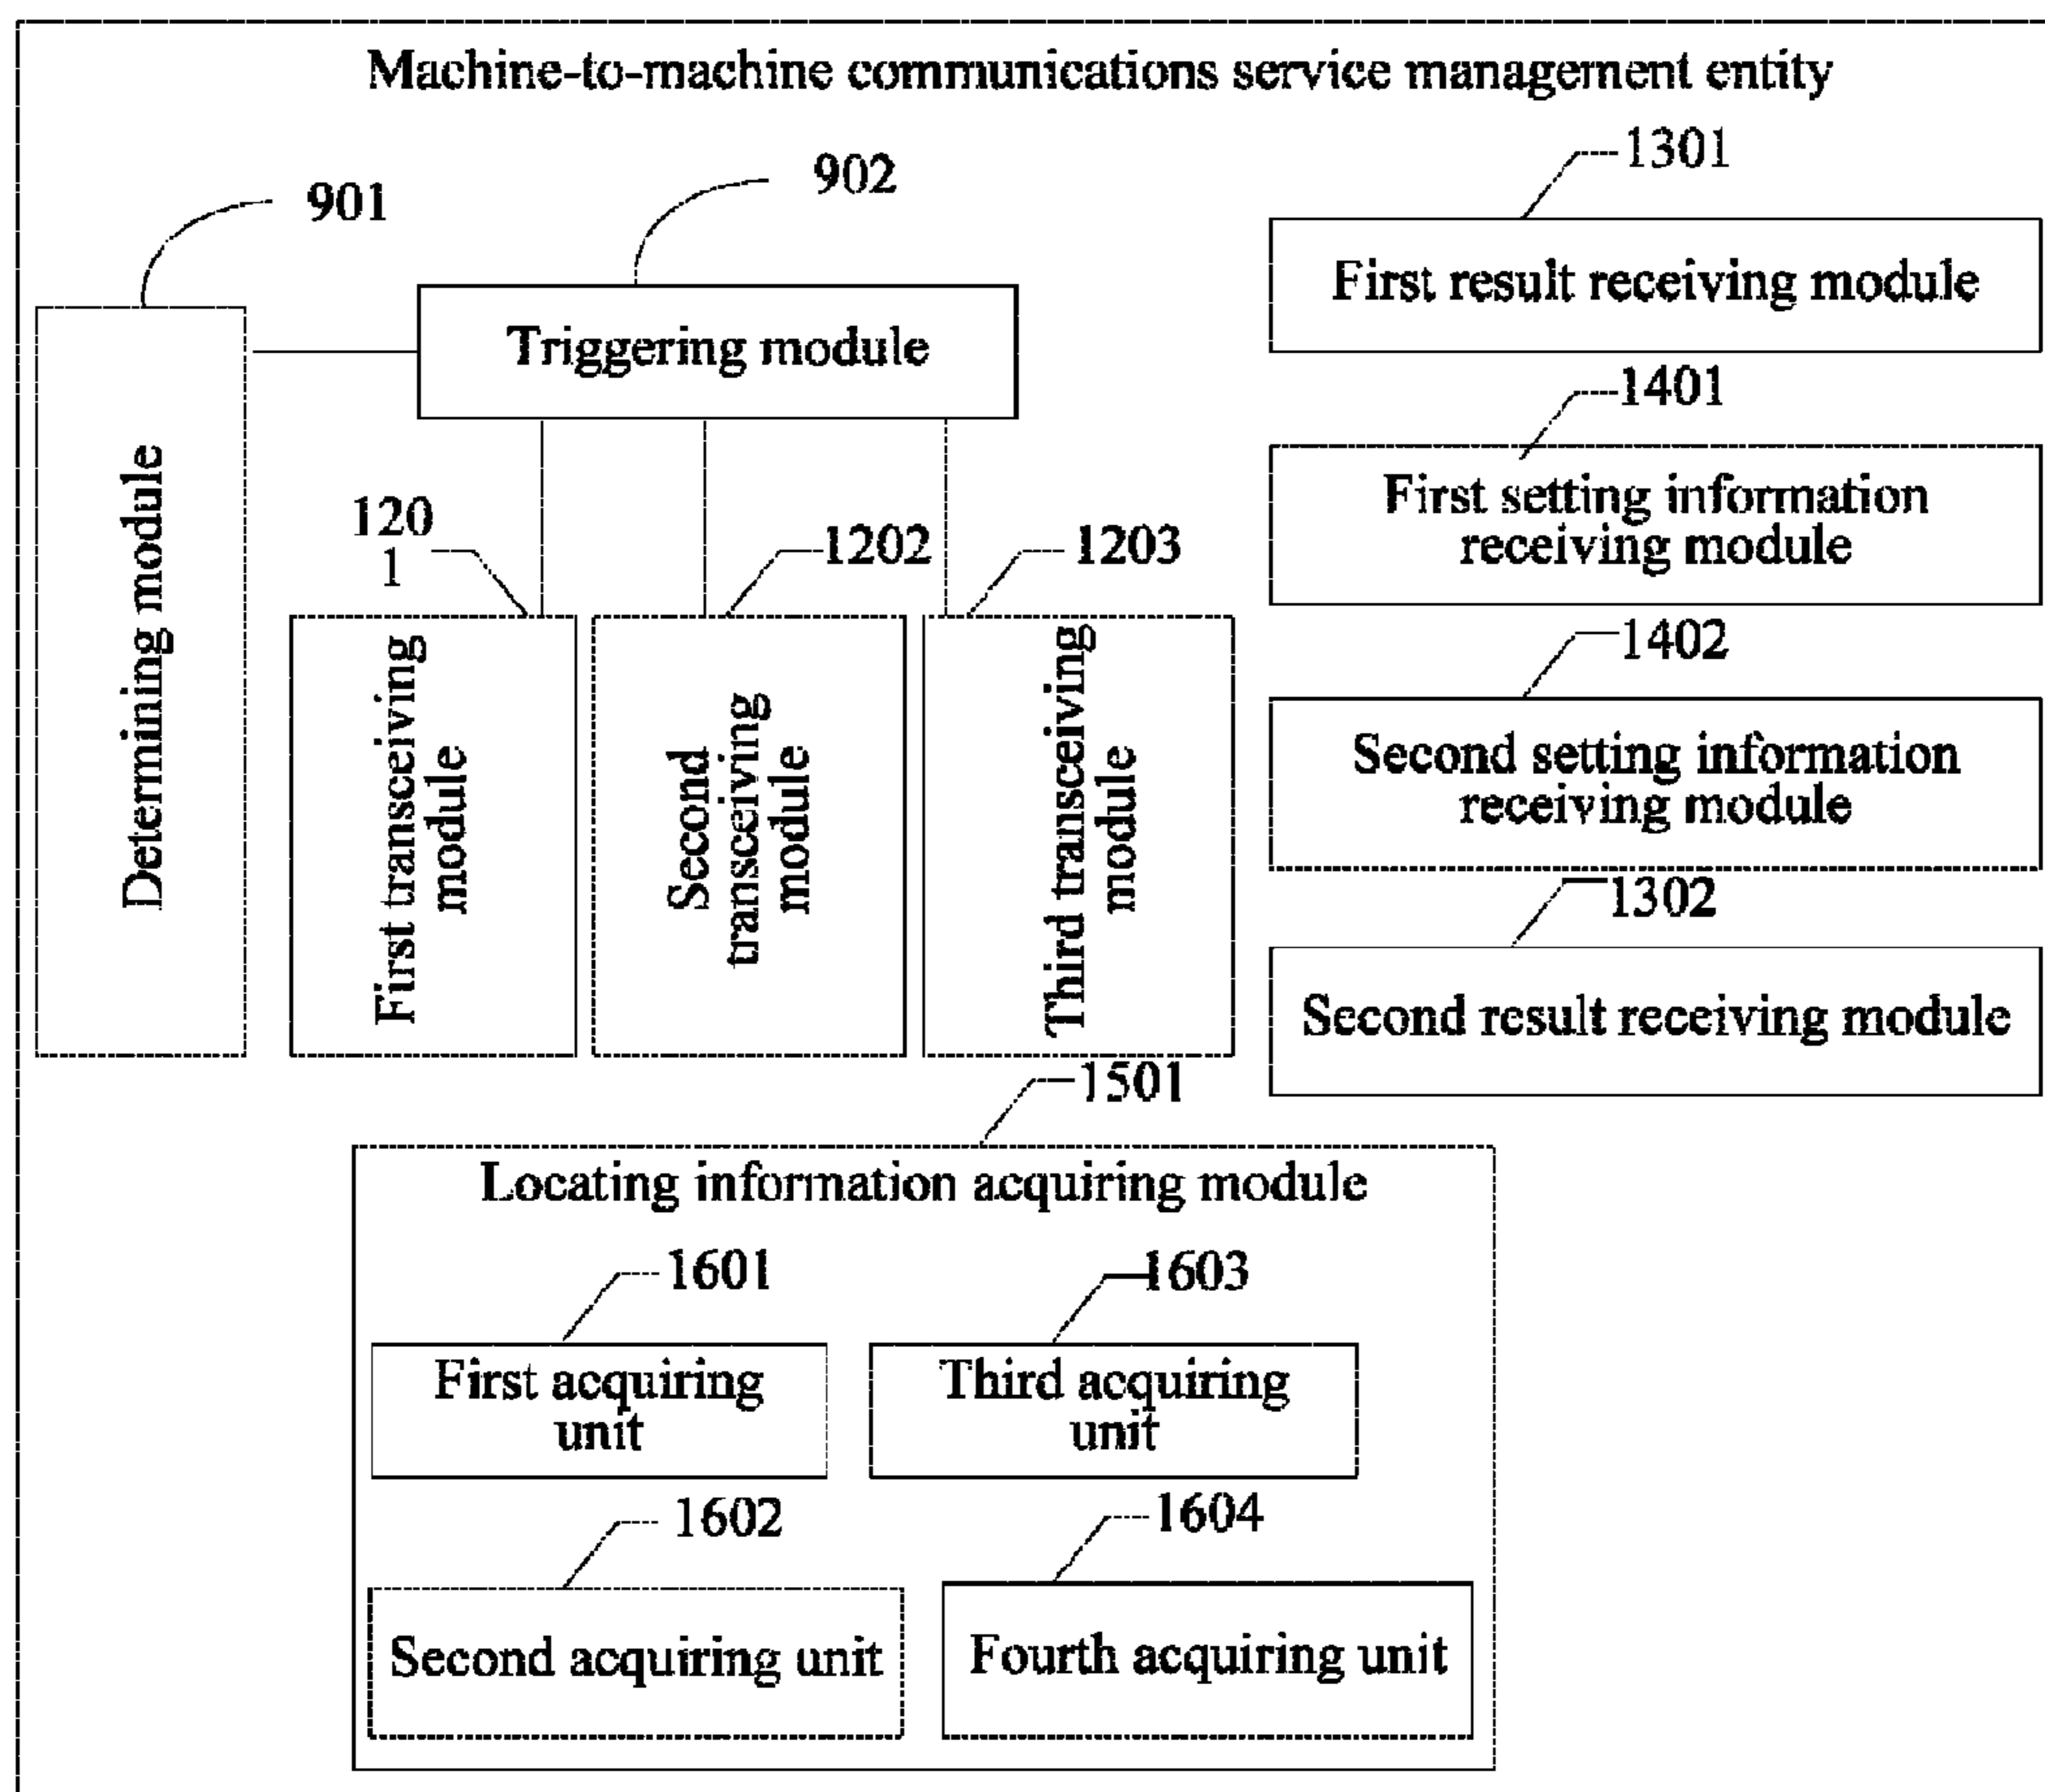 Machine-to-machine communications service management entity
901
902
1301
First result receiving module
Triggering module
1401
First setting information
receiving module
Determining module
120
1
1202
1203
1402
First transceiving
module
Second
transceiving
module
Third transceiving
module
Second setting information
receiving module
1302
Second result receiving module
1501
Locating information acquiring module
1601
1603
First acquiring
unit
Third acquiring
unit
1602
1604
Second acquiring unit
Fourth acquiring unit